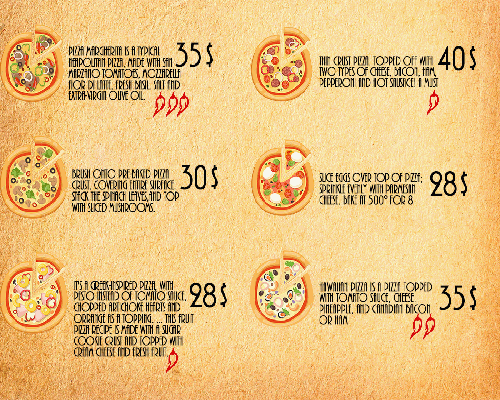 PIZZA MARGHERITA IS A TYPICAL
NEAPOLITAN PIZZA, MADE WITH SAN
MARZANO TOMATOES, MOZZARELLA
FIOR DI LATTE, FRESH BASIL, SALT AND
EXTRA-VIRGIN OLIVE OIL.
35$
THIN CRUST PIZZA, TOPPED OFF WITH
TWO TYPES OF CHEESE, BACON, HAM,
PEPPERONI AND HOT SAUSAGE! A MUST
40$
BRUSH ONTO PRE BAKED PIZZA
CRUST, COVERING ENTIRE SURFACE.
STACK THE SPINACH LEAVES,AND TOP
WITH SLICED MUSHROOMS.
30$
SLICE EGGS OVER TOP OF PIZZA;
SPRINKLE EVENLY WITH PARMESAN
CHEESE. BAKE AT 500° FOR 8
28$
IT'S A GREEK-INSPIRED PIZZA, WITH
PESTO INSTEAD OF TOMATO SAUCE,
CHOPPED ARTICHOKE HEARTS AND
ORRANGE AS A TOPPING. ... THIS FRUIT
PIZZA RECIPE IS MADE WITH A SUGAR
COOGIE CRUST AND TOPPED WITH
CREAM CHEESE AND FRESH FRUIT.
28$
HAWAIIAN PIZZA IS A PIZZA TOPPED
WITH TOMATO SAUCE, CHEESE,
PINEAPPLE, AND CANADIAN BACON
OR HAM
35$